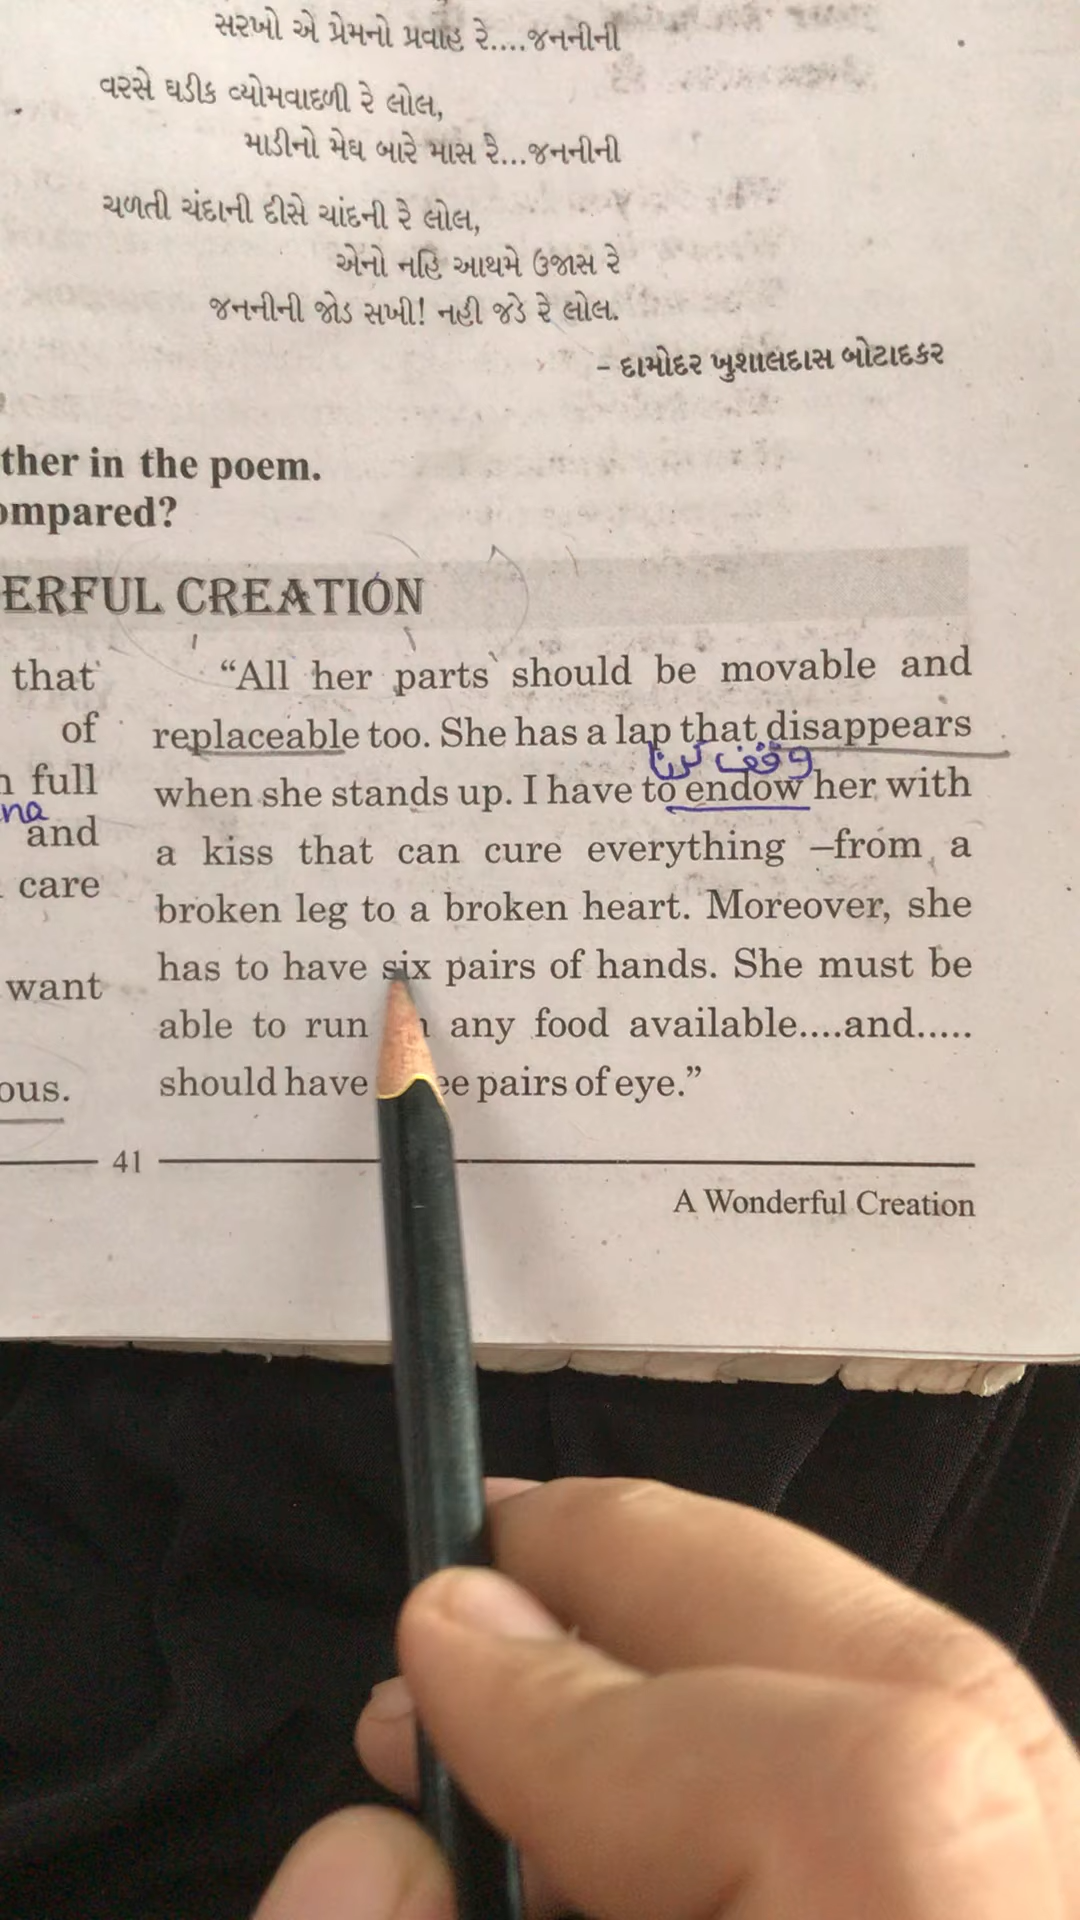 સરખો એ પ્રેમનો પ્રવાહ રે....જનનીની
વરસે ઘડીક વ્યોમવાદળી રે લોલ,
માડીનો મેઘ બારે માસ રે...જનનીની
ચળતી ચંદાની દીસે ચાંદની રે લોલ,
એનો નહિ આથમે ઉજાસ રે
જનનીની જોડ સખી! નહી જડે રે લોલ.
– દામોદર ખુશાલદાસ બોટાદકર
ther in the poem.
ompared?
ERFUL CREATION
that
of
full
na
and
care
want
ous.
“All her parts should be movable and
replaceable too. She has a lap that disappears
وقف کرنا
when she stands up. I have to endow her with
a kiss that can cure everything –from a
broken leg to a broken heart. Moreover, she
has to have six pairs of hands. She must be
able to run any food available....and.....
should have ee pairs of eye.”
41
A Wonderful Creation